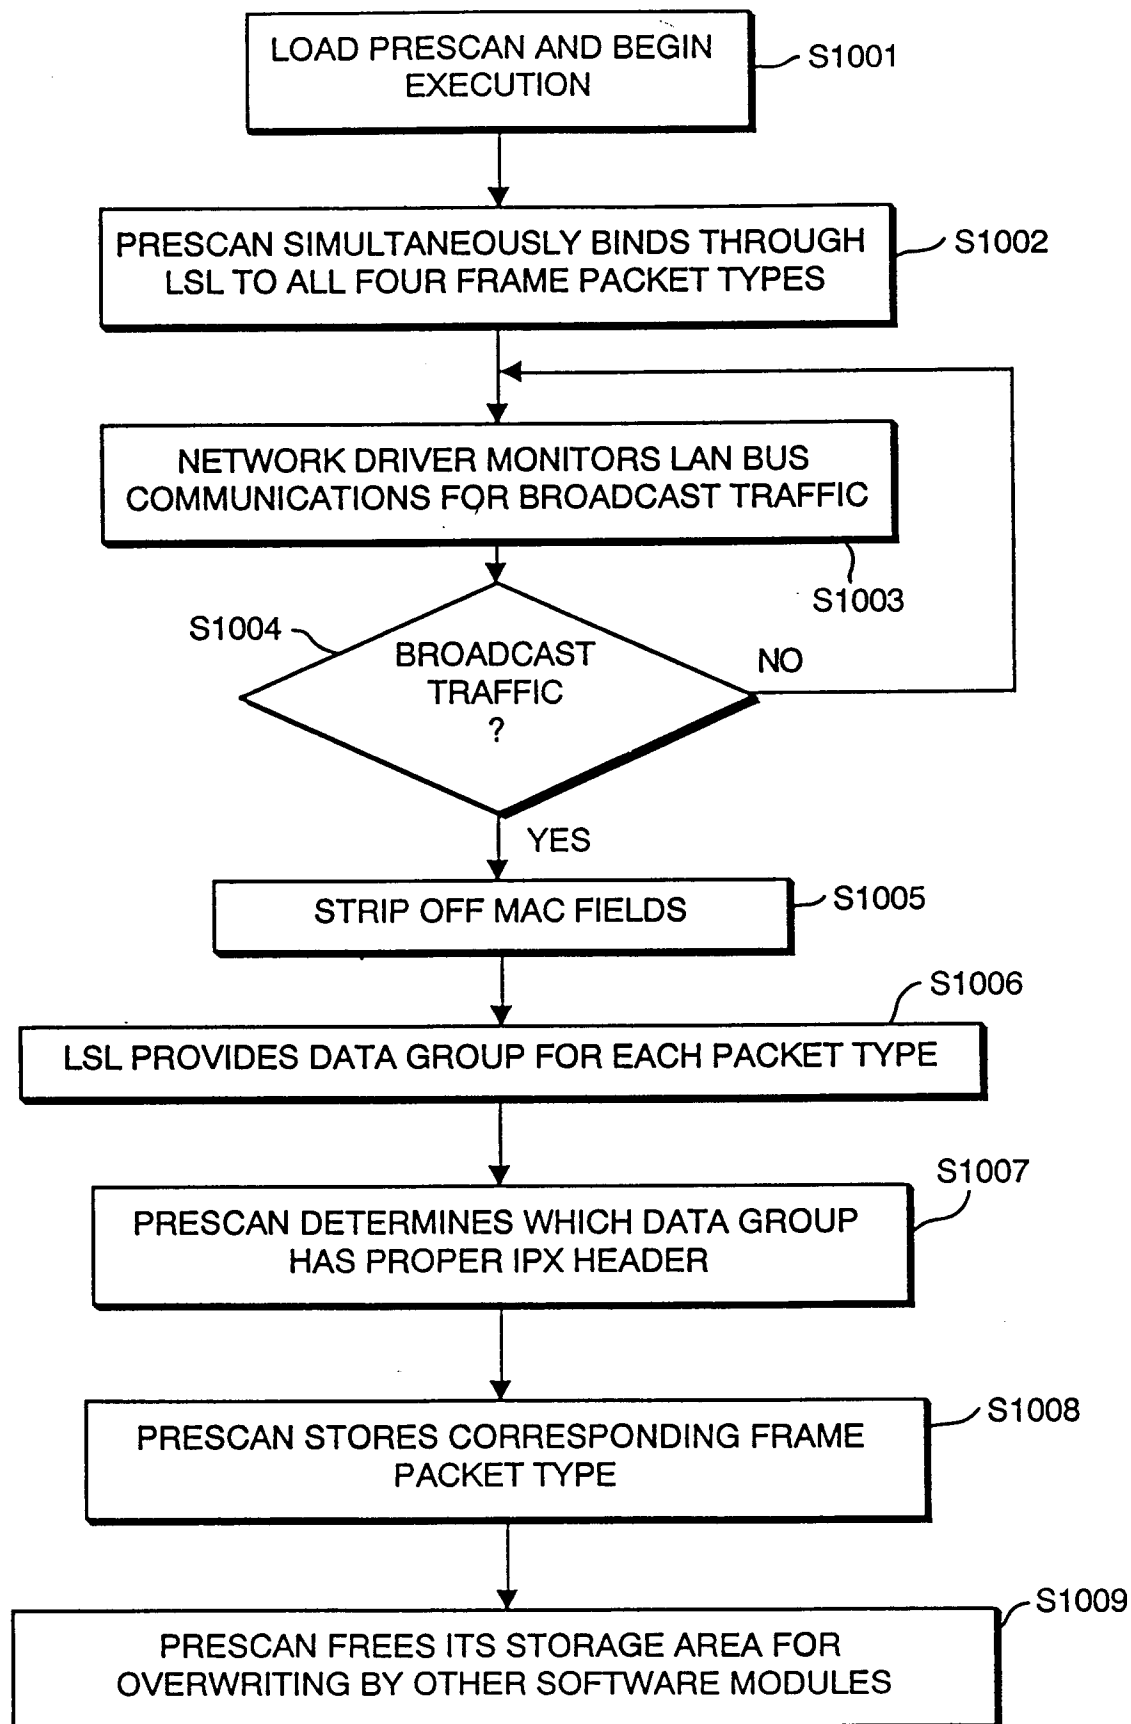 LOAD PRESCAN AND BEGIN
EXECUTION
S1001
PRESCAN SIMULTANEOUSLY BINDS THROUGH
LSL TO ALL FOUR FRAME PACKET TYPES
S1002
NETWORK DRIVER MONITORS LAN BUS
COMMUNICATIONS FOR BROADCAST TRAFFIC
S1003
S1004
BROADCAST
TRAFFIC
?
NO
YES
STRIP OFF MAC FIELDS
S1005
S1006
LSL PROVIDES DATA GROUP FOR EACH PACKET TYPE
S1007
PRESCAN DETERMINES WHICH DATA GROUP
HAS PROPER IPX HEADER
S1008
PRESCAN STORES CORRESPONDING FRAME
PACKET TYPE
S1009
PRESCAN FREES ITS STORAGE AREA FOR
OVERWRITING BY OTHER SOFTWARE MODULES